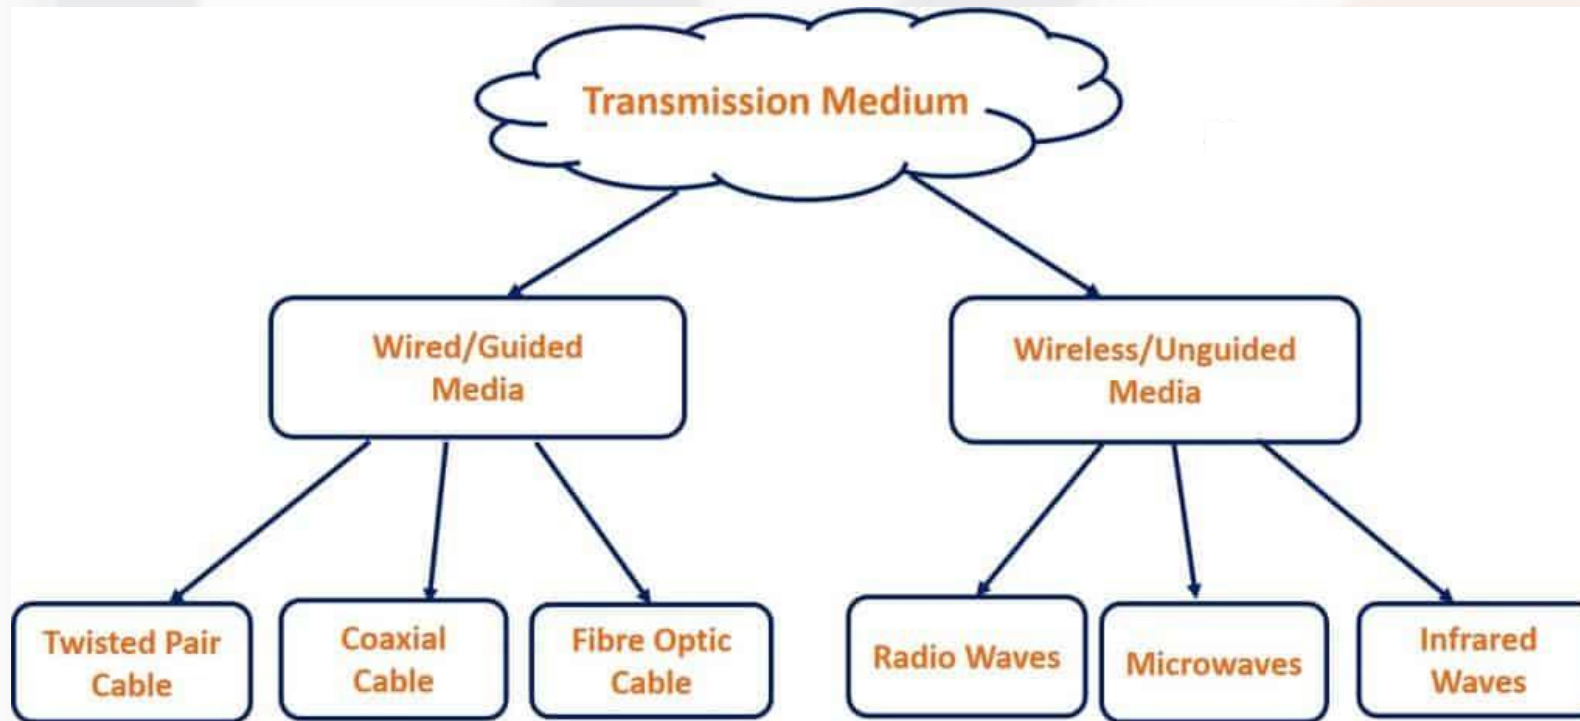 Transmission Medium
Wired/Guided
Media
Wireless/Unguided
Media
Twisted Pair
Cable
Coaxial
Cable
Fibre Optic
Cable
Radio Waves
Microwaves
Infrared
Waves